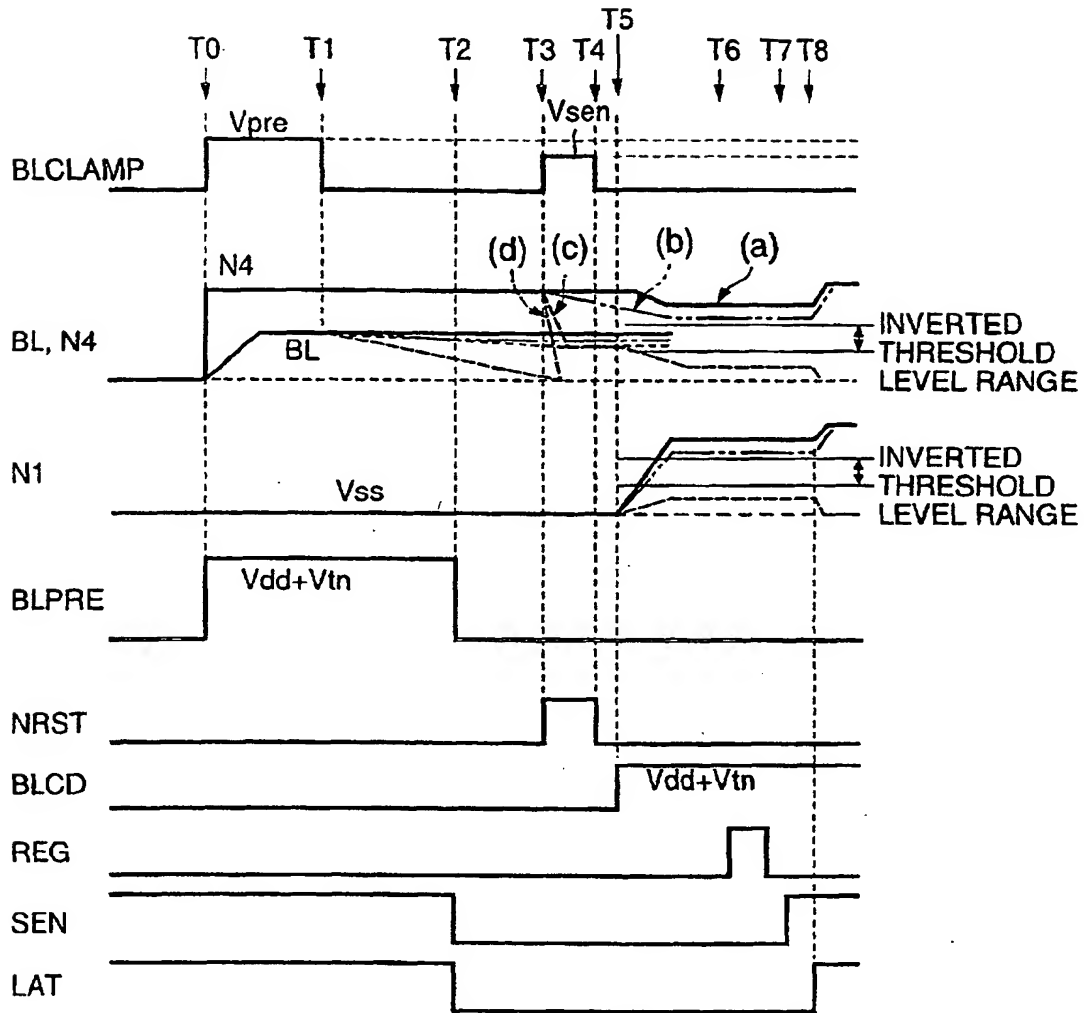 T0 T1 T2 T3 T4 T5 T6 T7 T8
BLCLAMP Vpre Vsen
(d) (c) (b) (a)
N4
BL, N4 BL
INVERTED
THRESHOLD
LEVEL RANGE
N1 Vss
INVERTED
THRESHOLD
LEVEL RANGE
BLPRE Vdd+Vtn
NRST
BLCD Vdd+Vtn
REG
SEN
LAT